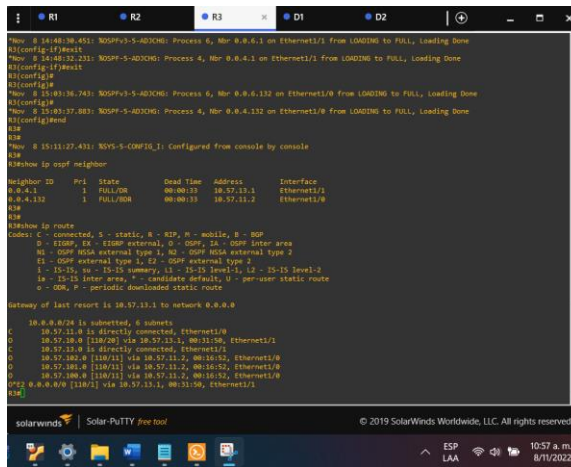 R1 R2 R3 × D1 D2
*Nov  8 14:48:30.451: %OSPFv3-5-ADJCHG: Process 6, Nbr 0.0.6.1 on Ethernet1/1 from LOADING to FULL, Loading Done
R3(config-if)#exit
*Nov  8 14:48:32.231: %OSPF-5-ADJCHG: Process 4, Nbr 0.0.4.1 on Ethernet1/1 from LOADING to FULL, Loading Done
R3(config-if)#exit
R3(config)#
R3(config)#
*Nov  8 15:03:36.743: %OSPFv3-5-ADJCHG: Process 6, Nbr 0.0.6.132 on Ethernet1/0 from LOADING to FULL, Loading Done
R3(config)#
*Nov  8 15:03:37.883: %OSPF-5-ADJCHG: Process 4, Nbr 0.0.4.132 on Ethernet1/0 from LOADING to FULL, Loading Done
R3(config)#end
R3#
R3#
*Nov  8 15:11:27.431: %SYS-5-CONFIG_I: Configured from console by console
R3#
R3#show ip ospf neighbor
Neighbor ID     Pri   State           Dead Time   Address         Interface
0.0.4.1           1   FULL/DR         00:00:33    10.57.13.1      Ethernet1/1
0.0.4.132         1   FULL/BDR        00:00:33    10.57.11.2      Ethernet1/0
R3#
R3#
R3#show ip route
Codes: C - connected, S - static, R - RIP, M - mobile, B - BGP
D - EIGRP, EX - EIGRP external, O - OSPF, IA - OSPF inter area
N1 - OSPF NSSA external type 1, N2 - OSPF NSSA external type 2
E1 - OSPF external type 1, E2 - OSPF external type 2
i - IS-IS, su - IS-IS summary, L1 - IS-IS level-1, L2 - IS-IS level-2
ia - IS-IS inter area, * - candidate default, U - per-user static route
o - ODR, P - periodic downloaded static route
Gateway of last resort is 10.57.13.1 to network 0.0.0.0
10.0.0.0/24 is subnetted, 6 subnets
C       10.57.11.0 is directly connected, Ethernet1/0
O       10.57.10.0 [110/20] via 10.57.13.1, 00:31:50, Ethernet1/1
C       10.57.13.0 is directly connected, Ethernet1/1
O       10.57.102.0 [110/11] via 10.57.11.2, 00:16:52, Ethernet1/0
O       10.57.101.0 [110/11] via 10.57.11.2, 00:16:52, Ethernet1/0
O       10.57.100.0 [110/11] via 10.57.11.2, 00:16:52, Ethernet1/0
O*E2 0.0.0.0/0 [110/1] via 10.57.13.1, 00:31:50, Ethernet1/1
R3#
solarwinds Solar-PuTTY free tool © 2019 SolarWinds Worldwide, LLC. All rights reserved
ESP
LAA
10:57 a. m.
8/11/2022